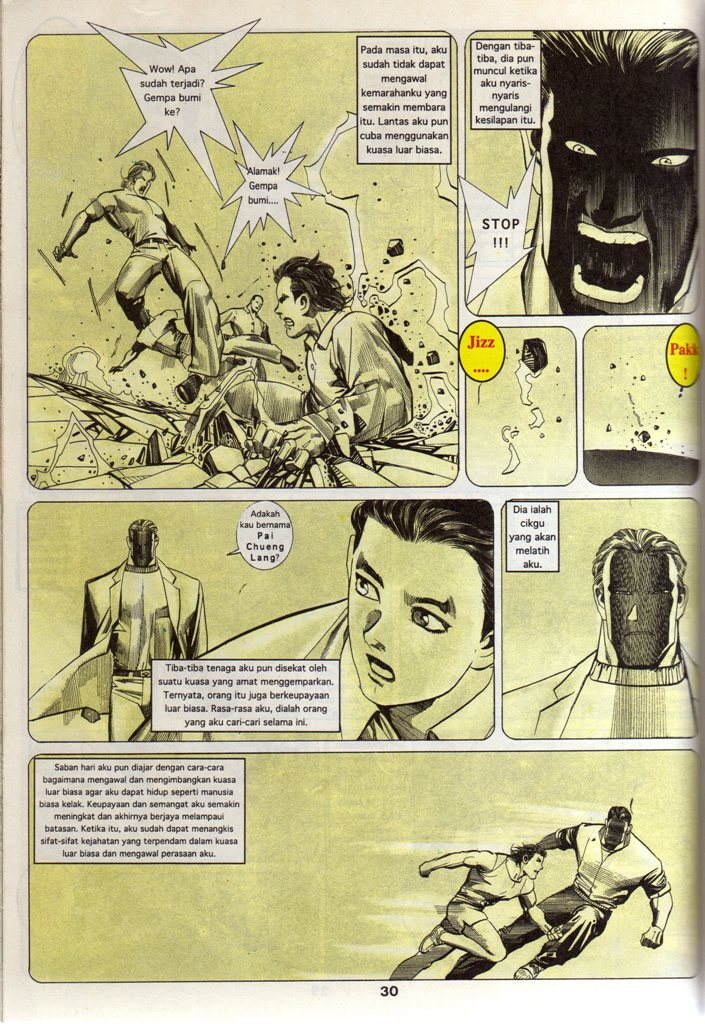 Wow! Apa
sudah terjadi?
Gempa bumi
ke?
Alamak!
Gempa
bumi....
Pada masa itu, aku
sudah tidak dapat
mengawal
kemarahanku yang
semakin membara
itu. Lantas aku pun
cuba menggunakan
kuasa luar biasa.
Dengan tiba-
tiba, dia pun
muncul ketika
aku nyaris-
nyaris
mengulangi
kesilapan itu.
STOP
!!!
Jizz
....
Pakk
!
Adakah
kau bernama
Pai
Chueng
Lang?
Tiba-tiba tenaga aku pun disekat oleh
suatu kuasa yang amat menggemparkan.
Ternyata, orang itu juga berkeupayaan
luar biasa. Rasa-rasa aku, dialah orang
yang aku cari-cari selama ini.
Dia ialah
cikgu
yang akan
melatih
aku.
Saban hari aku pun diajar dengan cara-cara
bagaimana mengawal dan mengimbangkan kuasa
luar biasa agar aku dapat hidup seperti manusia
biasa kelak. Keupayaan dan semangat aku semakin
meningkat dan akhirnya berjaya melampaui
batasan. Ketika itu, aku sudah dapat menangkis
sifat-sifat kejahatan yang terpendam dalam kuasa
luar biasa dan mengawal perasaan aku.
30